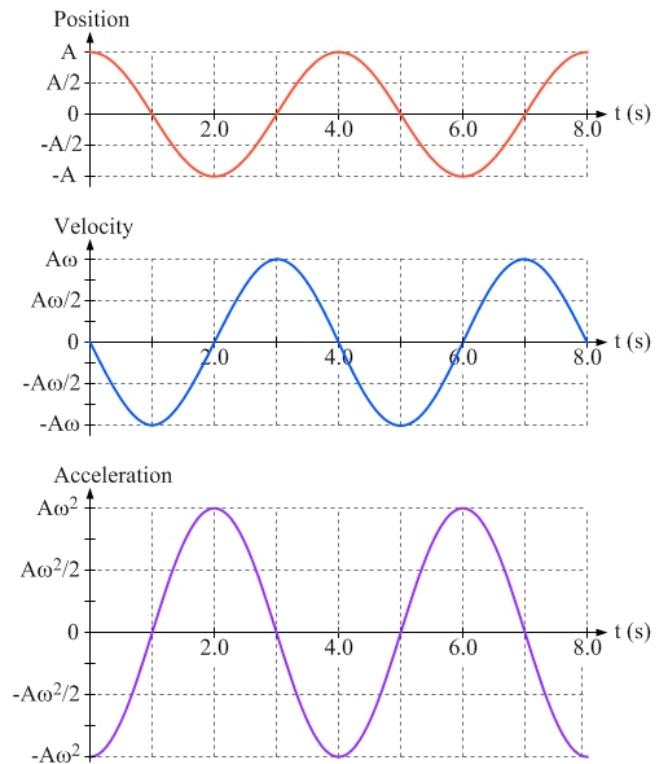 Position
A
A/2
0
-A/2
-A
2.0 4.0 6.0 8.0
t (s)
Velocity
Aω
Aω/2
0
-Aω/2
-Aω
2.0 4.0 6.0 8.0
t (s)
Acceleration
Aω²
Aω²/2
0
-Aω²/2
-Aω²
2.0 4.0 6.0 8.0
t (s)